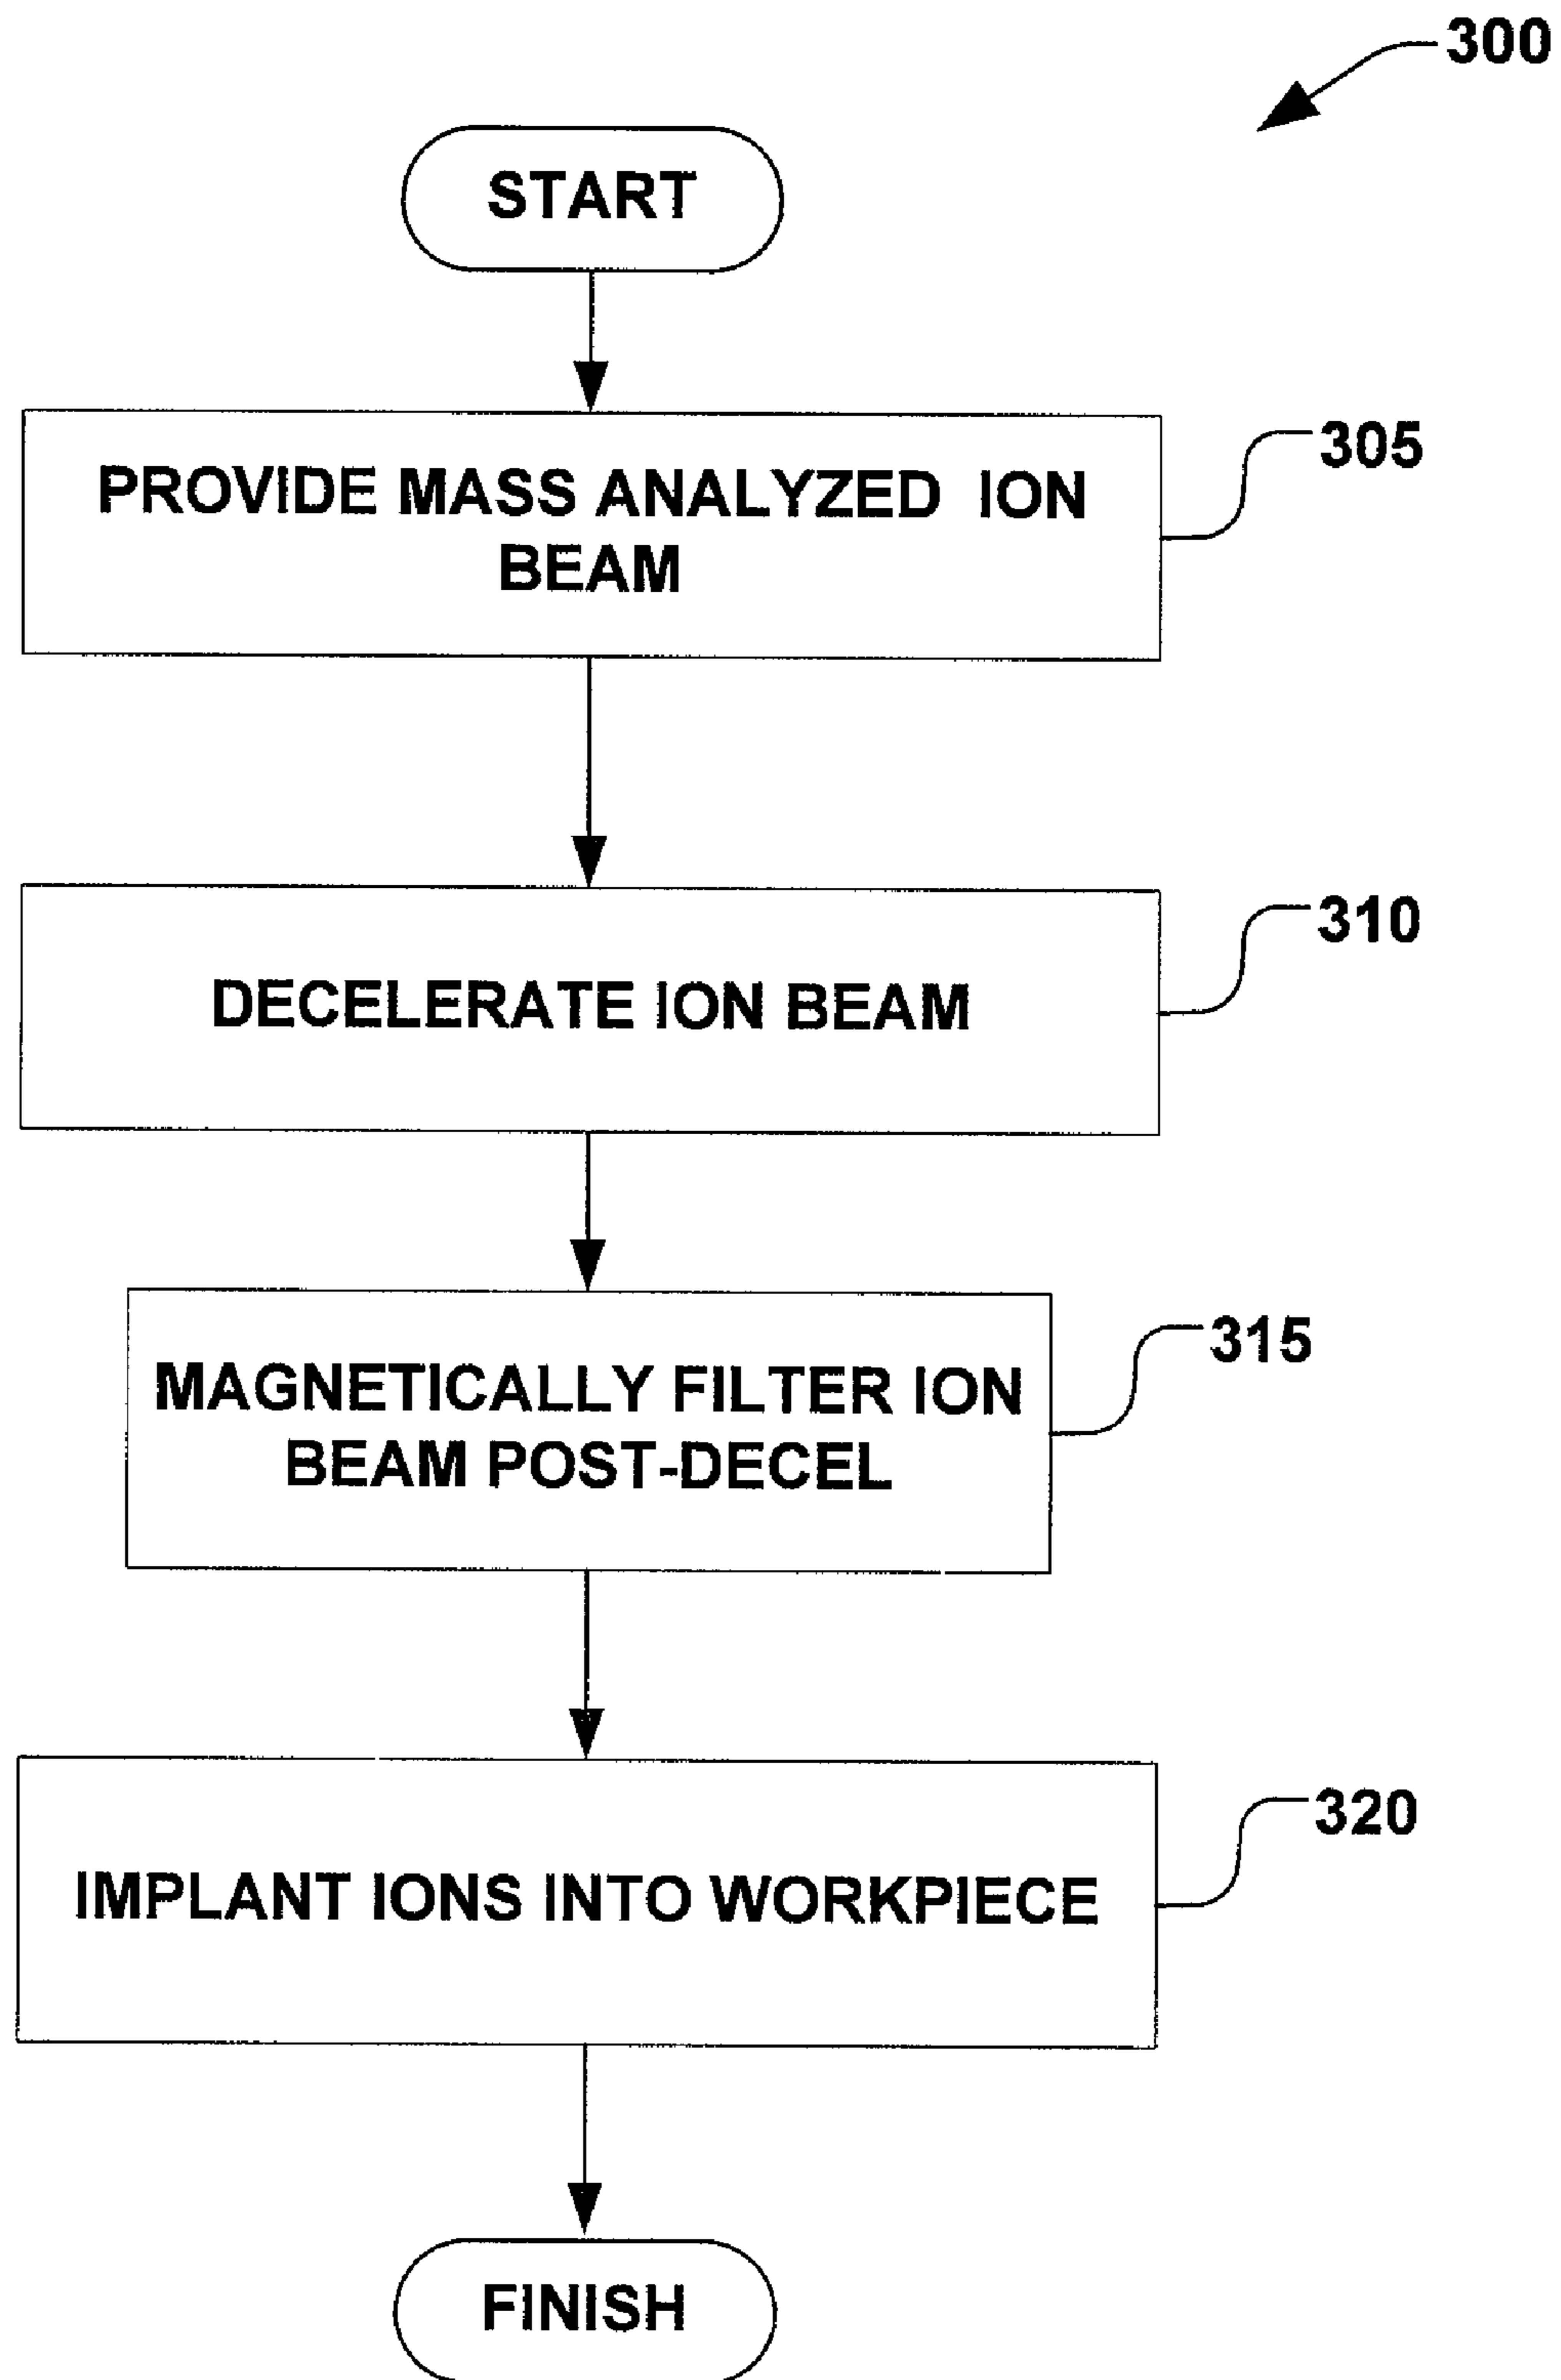 300
START
PROVIDE MASS ANALYZED ION
BEAM
305
DECELERATE ION BEAM
310
MAGNETICALLY FILTER ION
BEAM POST-DECEL
315
IMPLANT IONS INTO WORKPIECE
320
FINISH